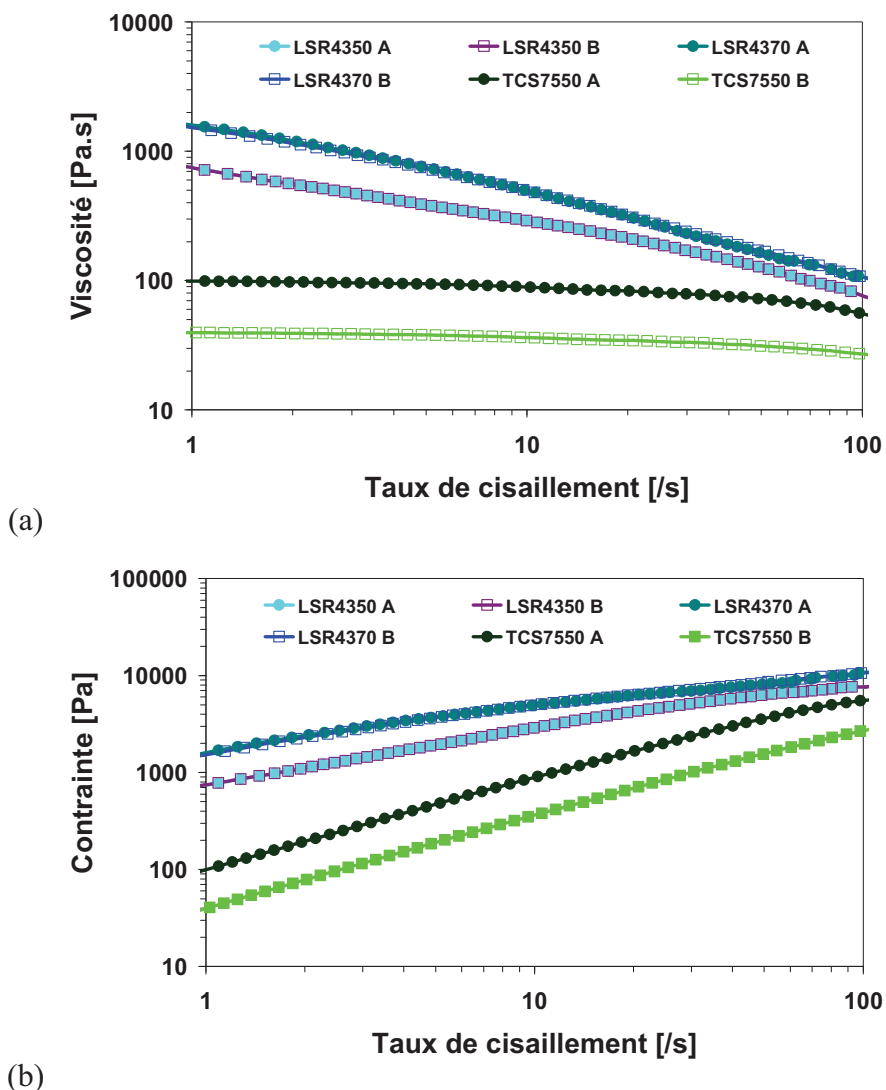 10000
LSR4350 A LSR4350 B LSR4370 A
LSR4370 B TCS7550 A TCS7550 B
1000
100
10
Viscosité [Pa.s]
1 10 100
Taux de cisaillement [/s]
(a)
100000
LSR4350 A LSR4350 B LSR4370 A
LSR4370 B TCS7550 A TCS7550 B
10000
1000
100
10
Contrainte [Pa]
1 10 100
Taux de cisaillement [/s]
(b)